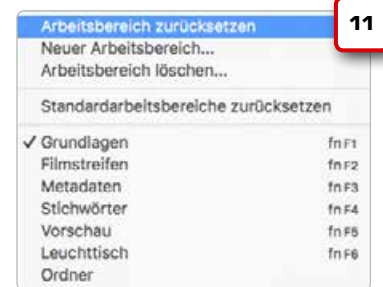 Arbeitsbereich zurücksetzen
11
Neuer Arbeitsbereich...
Arbeitsbereich löschen...
Standardarbeitsbereiche zurücksetzen
✓ Grundlagen fn F1
Filmstreifen fn F2
Metadaten fn F3
Stichwörter fn F4
Vorschau fn F5
Leuchttisch fn F6
Ordner